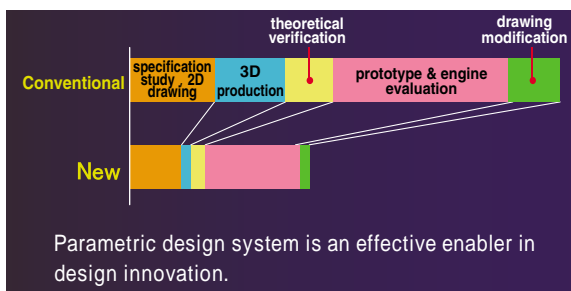 theoretical
verification
drawing
modification
Conventional
specification
study , 2D
drawing
3D
production
prototype & engine
evaluation
New
Parametric design system is an effective enabler in
design innovation.